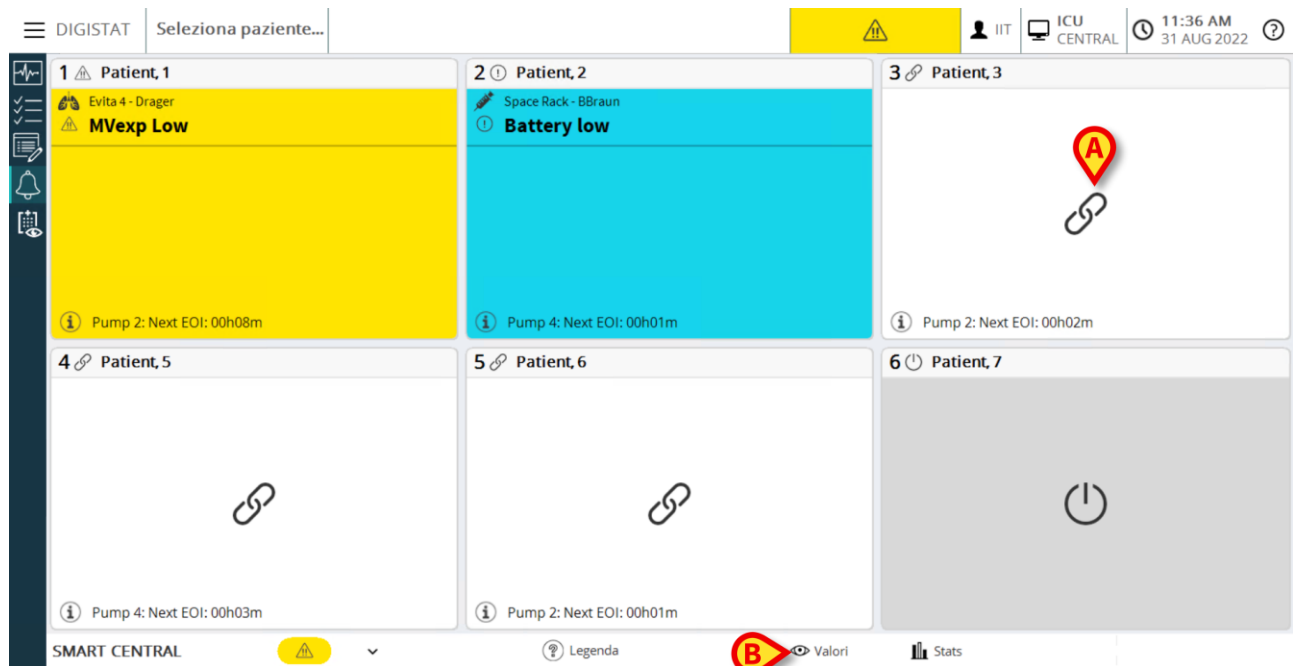 DIGISTAT Seleziona paziente... IIT ICU CENTRAL 11:36 AM 31 AUG 2022
1 Patient, 1
Evita 4 - Drager
MVexp Low
Pump 2: Next EOI: 00h08m
2 Patient, 2
Space Rack - BBraun
Battery low
Pump 4: Next EOI: 00h01m
3 Patient, 3
A
Pump 2: Next EOI: 00h02m
4 Patient, 5
Pump 4: Next EOI: 00h03m
5 Patient, 6
Pump 2: Next EOI: 00h01m
6 Patient, 7
SMART CENTRAL Legenda B Valori Stats